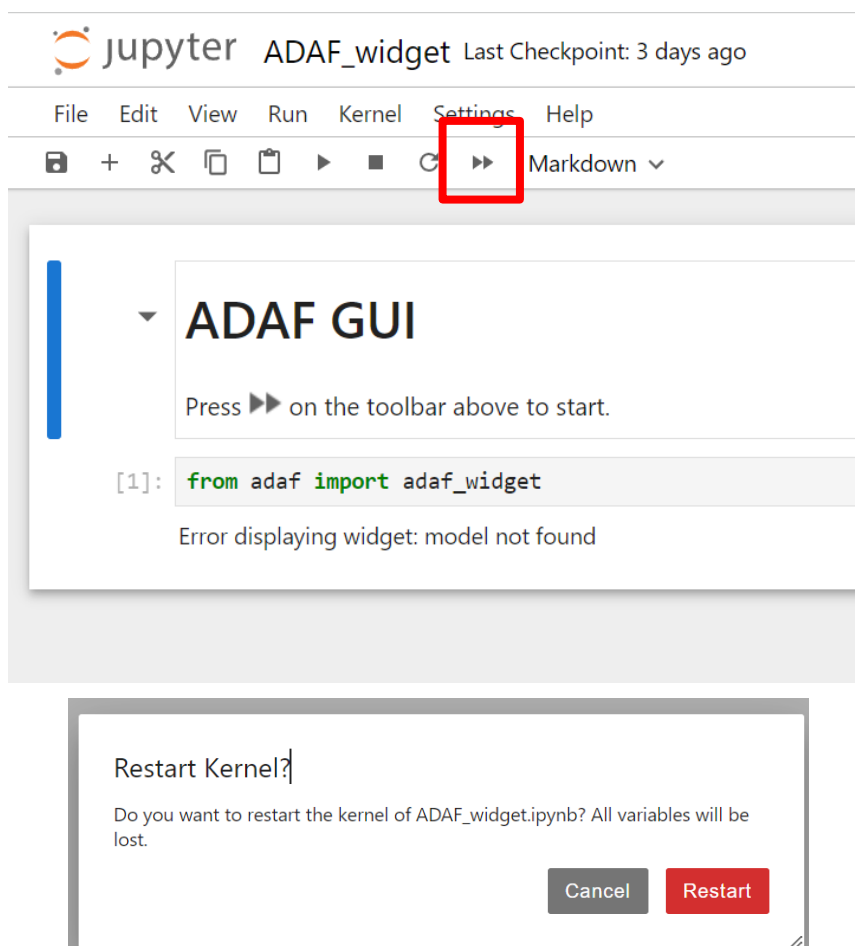 jupyter ADAF_widget Last Checkpoint: 3 days ago
File Edit View Run Kernel Settings Help
Markdown
ADAF GUI
Press on the toolbar above to start.
[1]: from adaf import adaf_widget
Error displaying widget: model not found
Restart Kernel?
Do you want to restart the kernel of ADAF_widget.ipynb? All variables will be
lost.
Cancel Restart